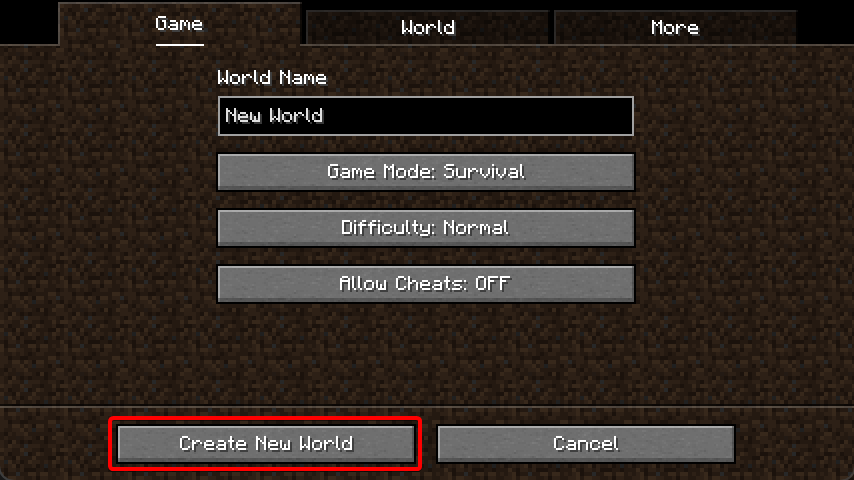 Game World More
World Name
New World
Game Mode: Survival
Difficulty: Normal
Allow Cheats: OFF
Create New World Cancel